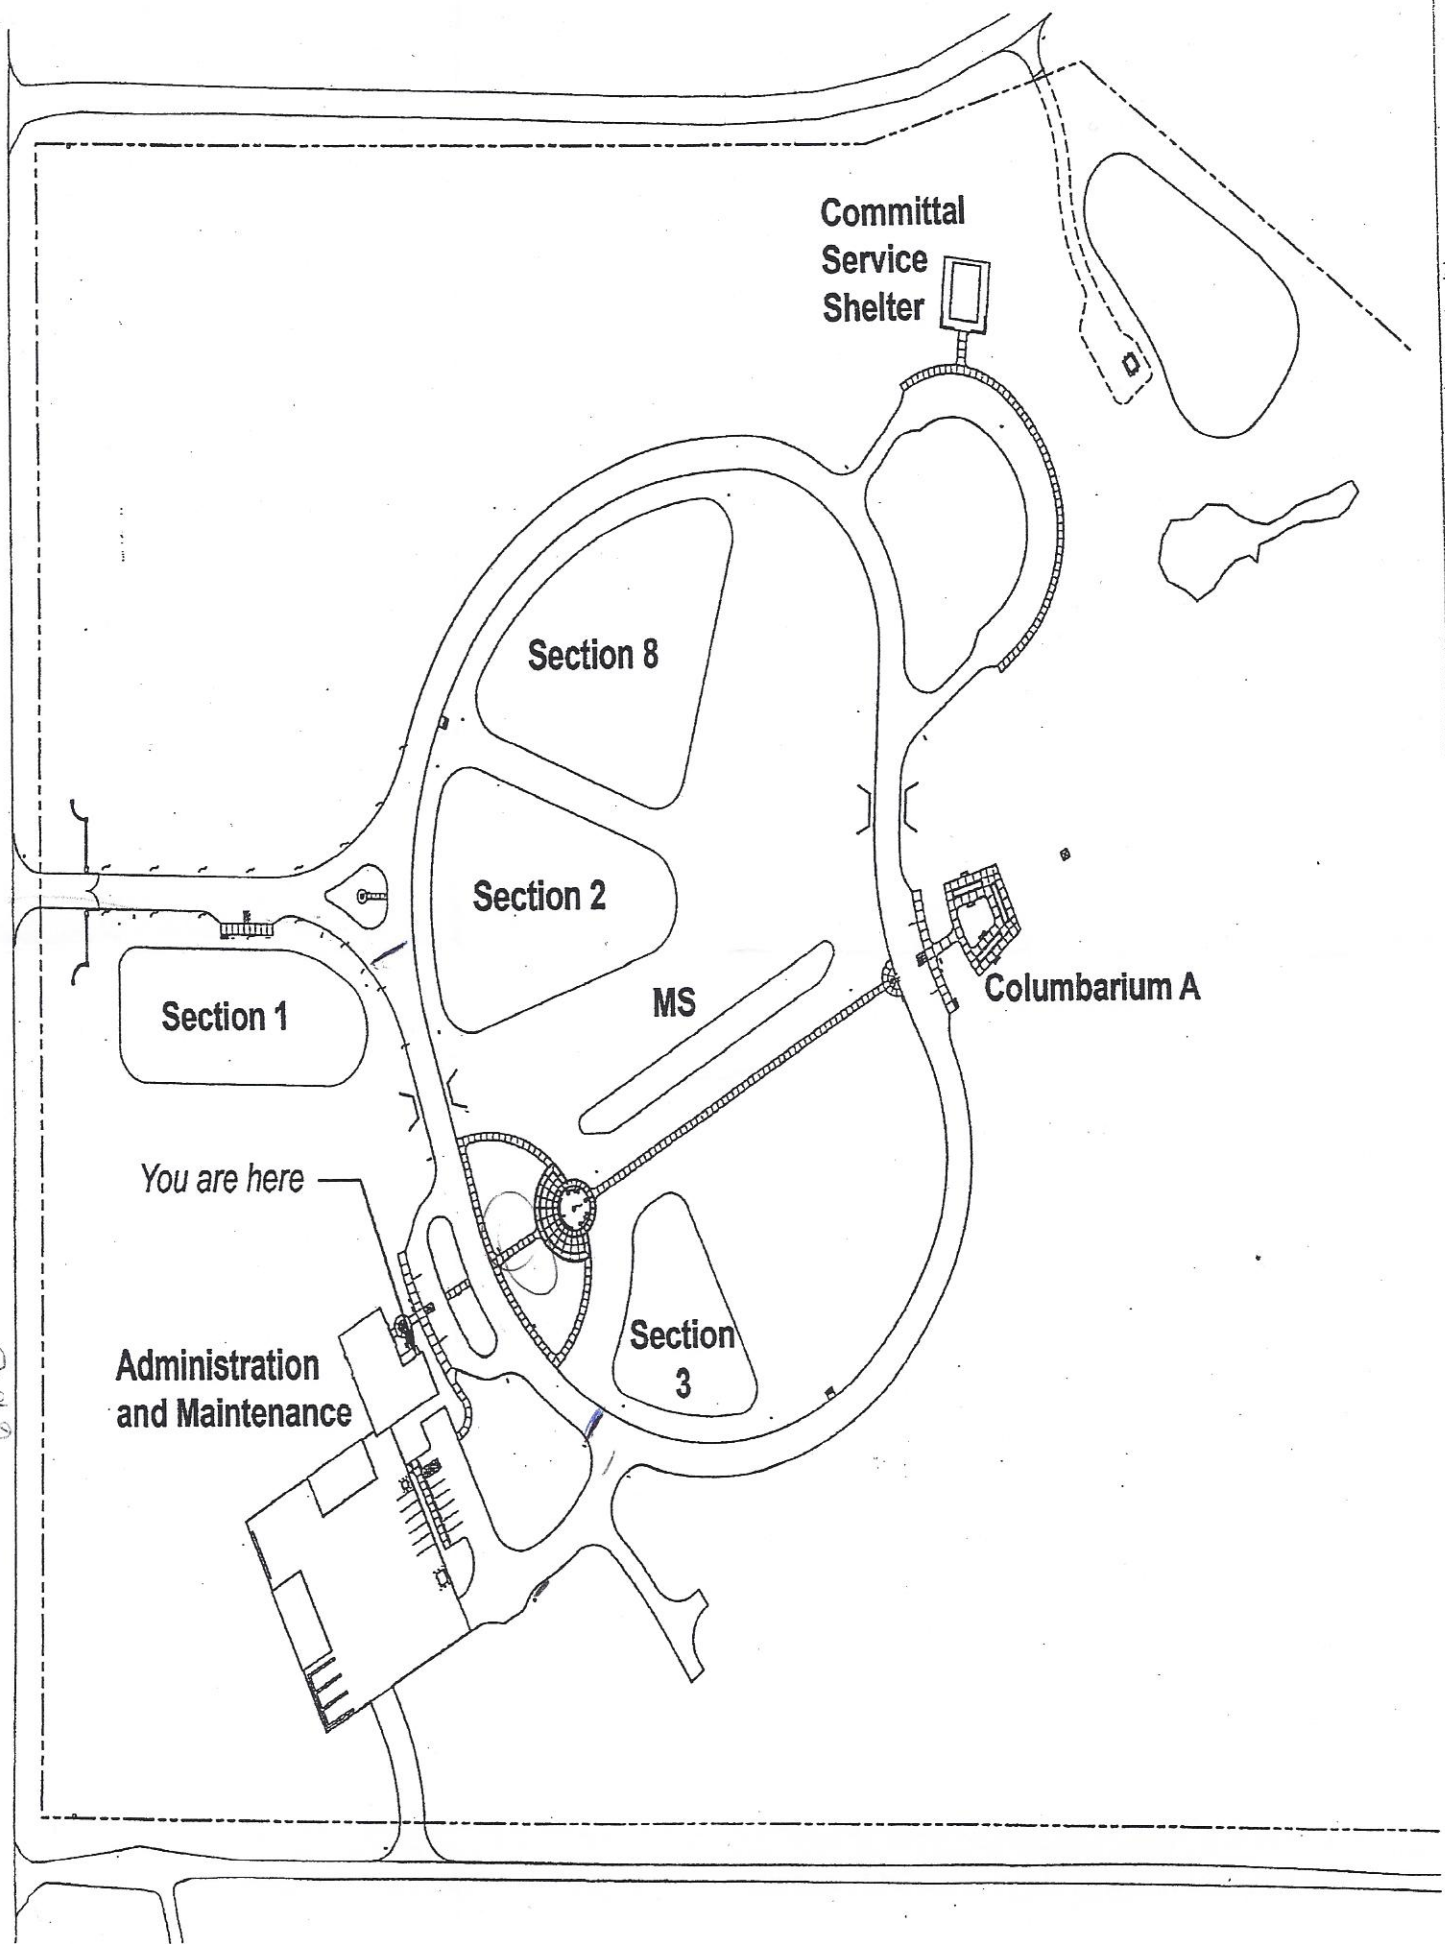 Committal
Service
Shelter
Section 8
Section 2
MS
Columbarium A
Section 1
You are here
Section
3
Administration
and Maintenance